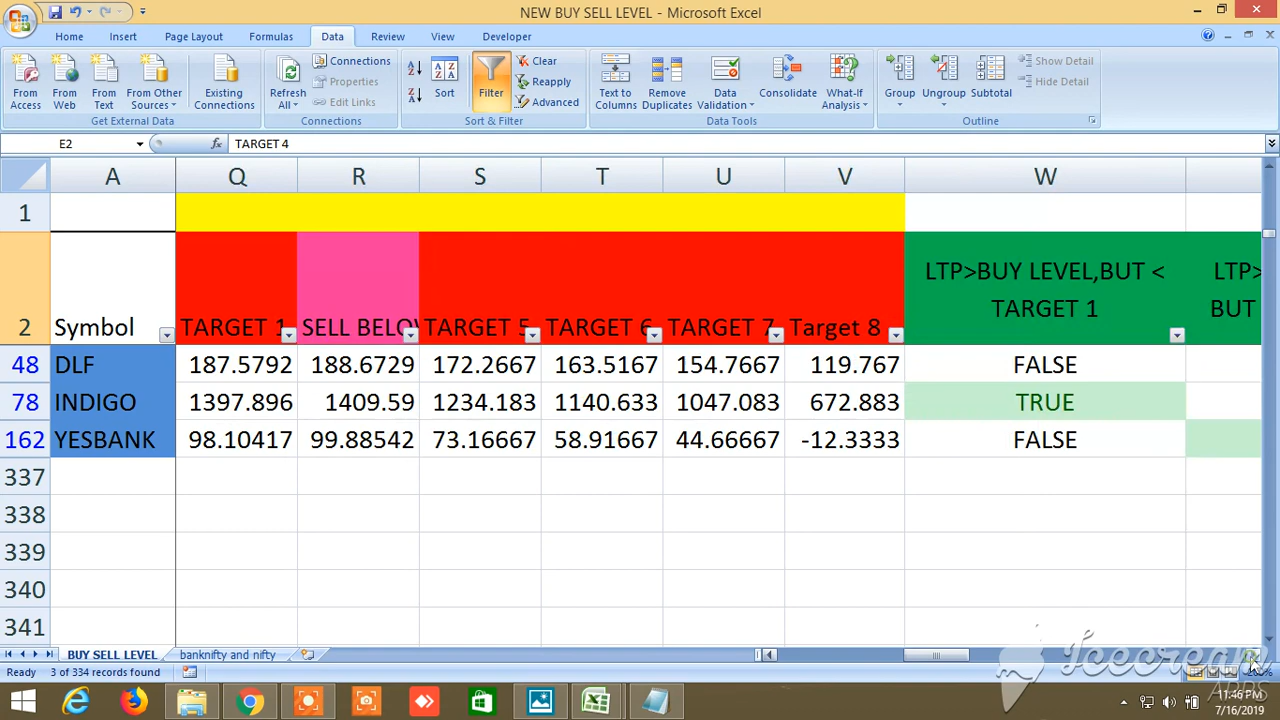 NEW BUY SELL LEVEL - Microsoft Excel
Home Insert Page Layout Formulas Data Review View Developer
From Access From Web From Text From Other Sources Existing Connections Refresh All Connections Properties Edit Links Sort Filter Clear Reapply Advanced Text to Columns Remove Duplicates Data Validation Consolidate What-If Analysis Group Ungroup Subtotal Show Detail Hide Detail
Get External Data Connections Sort & Filter Data Tools Outline
E2 fx TARGET 4
A Q R S T U V W
1
2 Symbol TARGET 1 SELL BELOW TARGET 5 TARGET 6 TARGET 7 Target 8 LTP>BUY LEVEL,BUT < TARGET 1 LTP> BUT
48 DLF 187.5792 188.6729 172.2667 163.5167 154.7667 119.767 FALSE
78 INDIGO 1397.896 1409.59 1234.183 1140.633 1047.083 672.883 TRUE
162 YESBANK 98.10417 99.88542 73.16667 58.91667 44.66667 -12.3333 FALSE
337
338
339
340
341
BUY SELL LEVEL banknifty and nifty
Ready 3 of 334 records found
Icecream
APPS
11:46 PM
7/16/2019